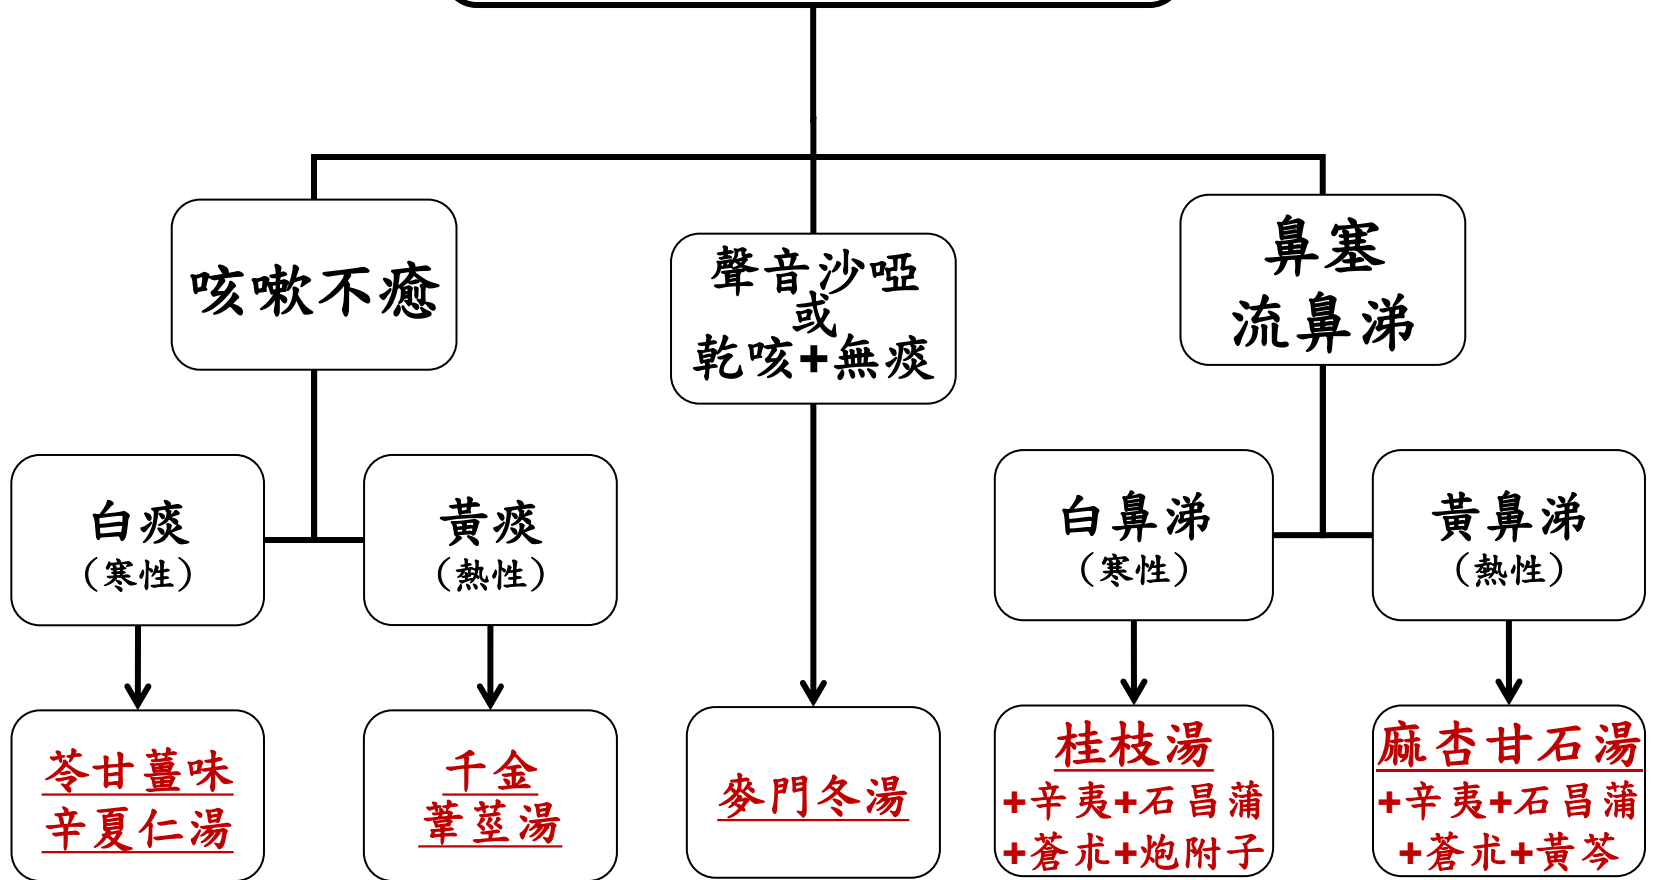 咳嗽不癒
聲音沙啞
或
乾咳+無痰
鼻塞
流鼻涕
白痰
(寒性)
黃痰
(熱性)
白鼻涕
(寒性)
黃鼻涕
(熱性)
苓甘薑味
辛夏仁湯
千金
葦莖湯
麥門冬湯
桂枝湯
+辛夷+石昌蒲
+蒼朮+炮附子
麻杏甘石湯
+辛夷+石昌蒲
+蒼朮+黃芩